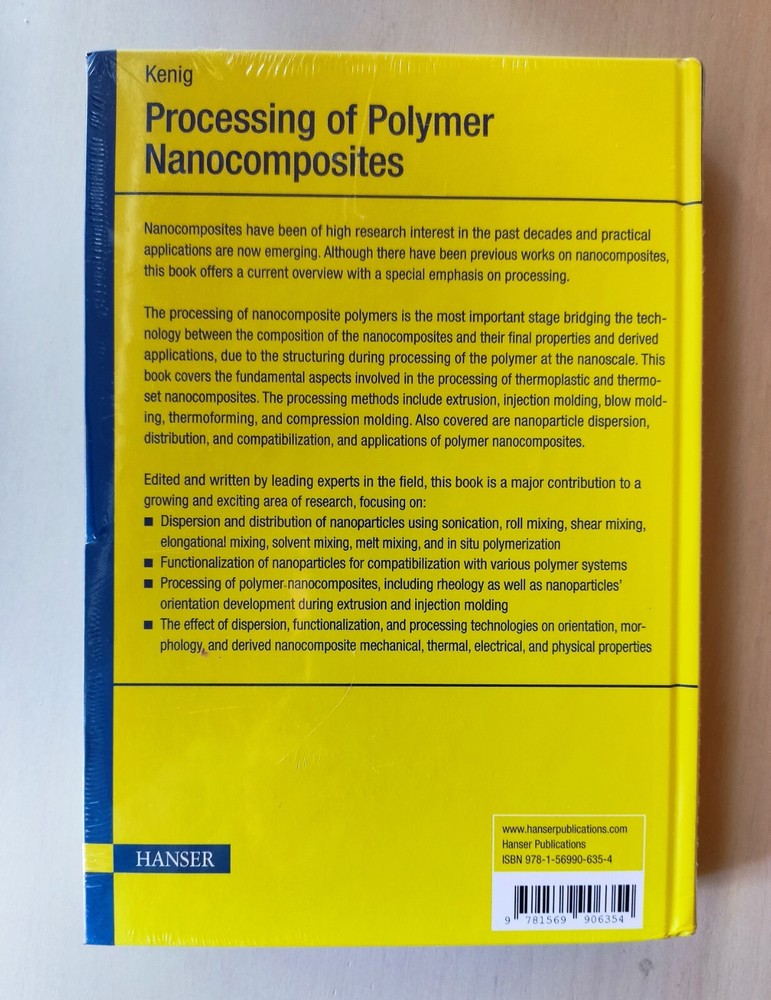 Kenig
Processing of Polymer
Nanocomposites
Nanocomposites have been of high research interest in the past decades and practical
applications are now emerging. Although there have been previous works on nanocomposites,
this book offers a current overview with a special emphasis on processing.
The processing of nanocomposite polymers is the most important stage bridging the tech-
nology between the composition of the nanocomposites and their final properties and derived
applications, due to the structuring during processing of the polymer at the nanoscale. This
book covers the fundamental aspects involved in the processing of thermoplastic and thermo-
set nanocomposites. The processing methods include extrusion, injection molding, blow mold-
ing, thermoforming, and compression molding. Also covered are nanoparticle dispersion,
distribution, and compatibilization, and applications of polymer nanocomposites.
Edited and written by leading experts in the field, this book is a major contribution to a
growing and exciting area of research, focusing on:
■ Dispersion and distribution of nanoparticles using sonication, roll mixing, shear mixing,
elongational mixing, solvent mixing, melt mixing, and in situ polymerization
■ Functionalization of nanoparticles for compatibilization with various polymer systems
■ Processing of polymer nanocomposites, including rheology as well as nanoparticles'
orientation development during extrusion and injection molding
■ The effect of dispersion, functionalization, and processing technologies on orientation, mor-
phology, and derived nanocomposite mechanical, thermal, electrical, and physical properties
www.hanserpublications.com
Hanser Publications
ISBN 978-1-56990-635-4
HANSER
9 781569 906354